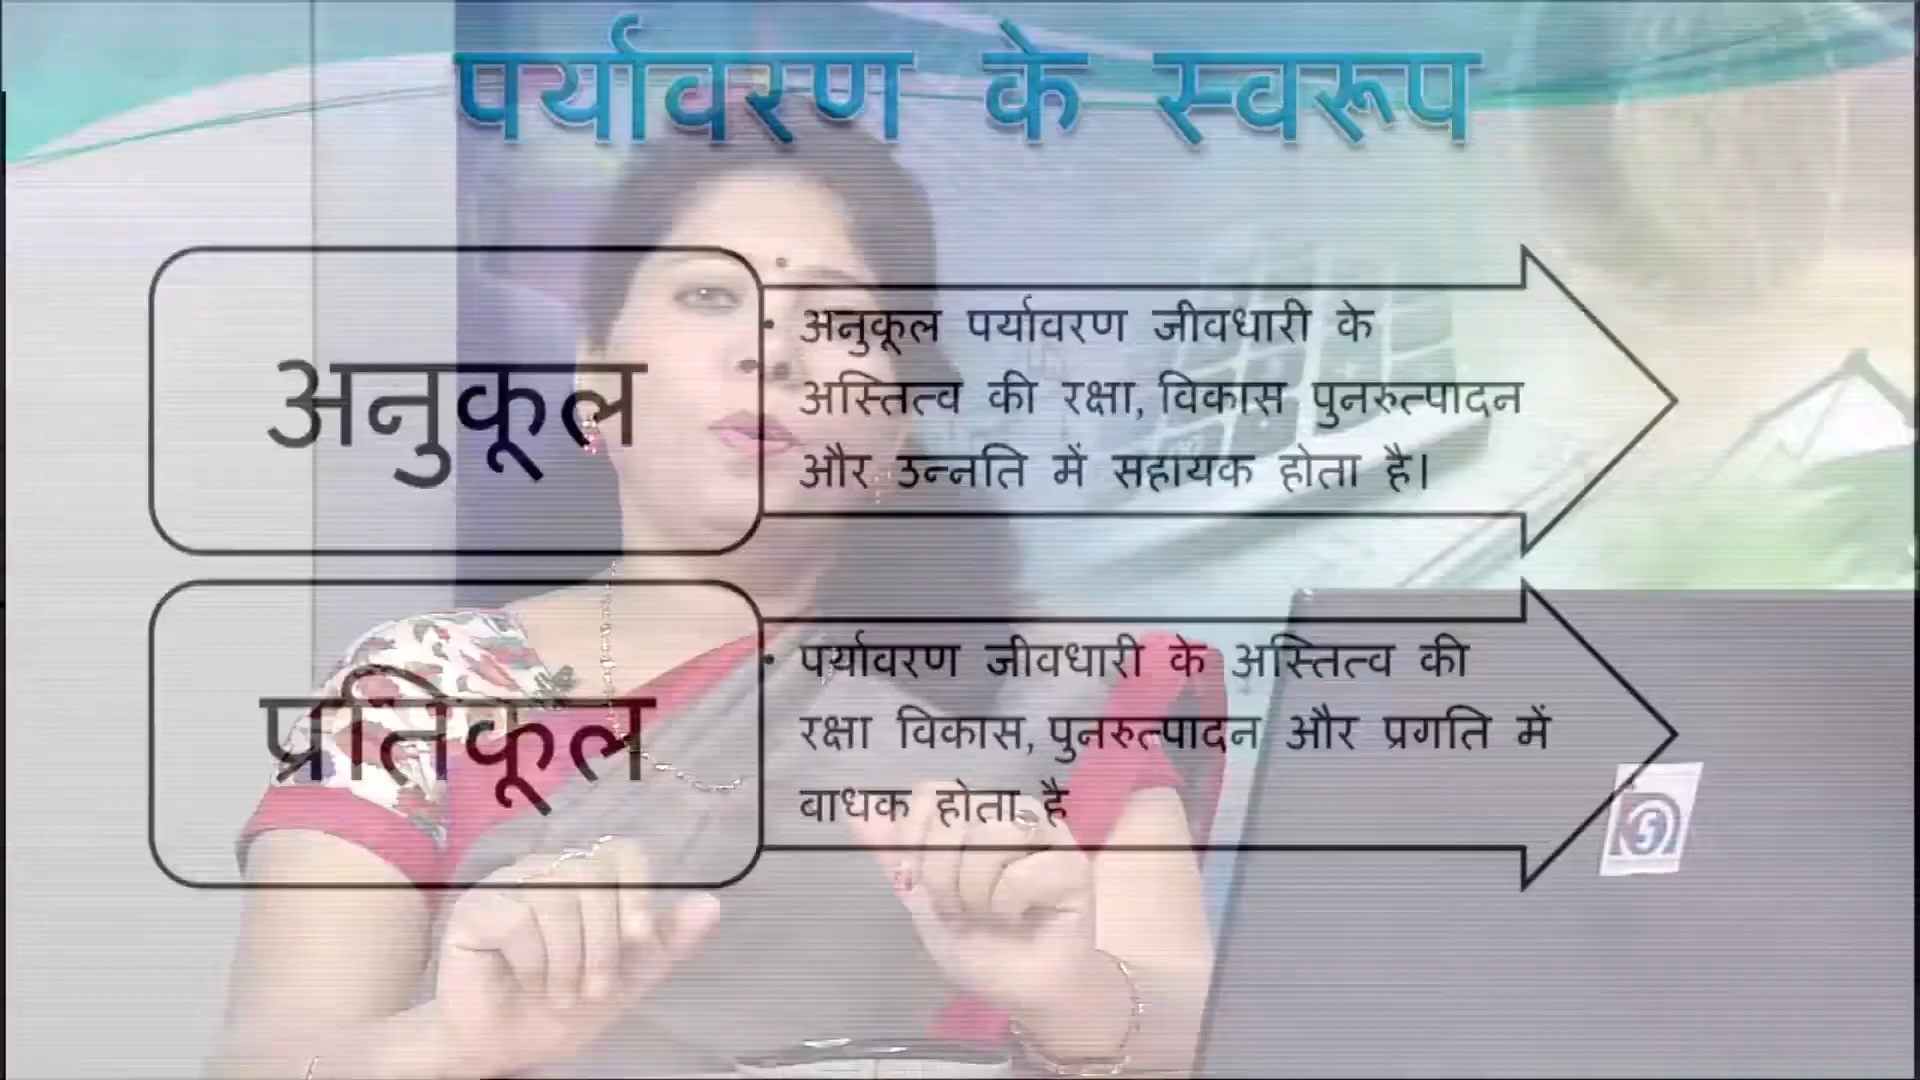 पर्यावरण के स्वरूप
अनुकूल
• अनुकूल पर्यावरण जीवधारी के
अस्तित्व की रक्षा, विकास पुनरुत्पादन
और उन्नति में सहायक होता है।
प्रतिकूल
• पर्यावरण जीवधारी के अस्तित्व की
रक्षा विकास, पुनरुत्पादन और प्रगति में
बाधक होता है